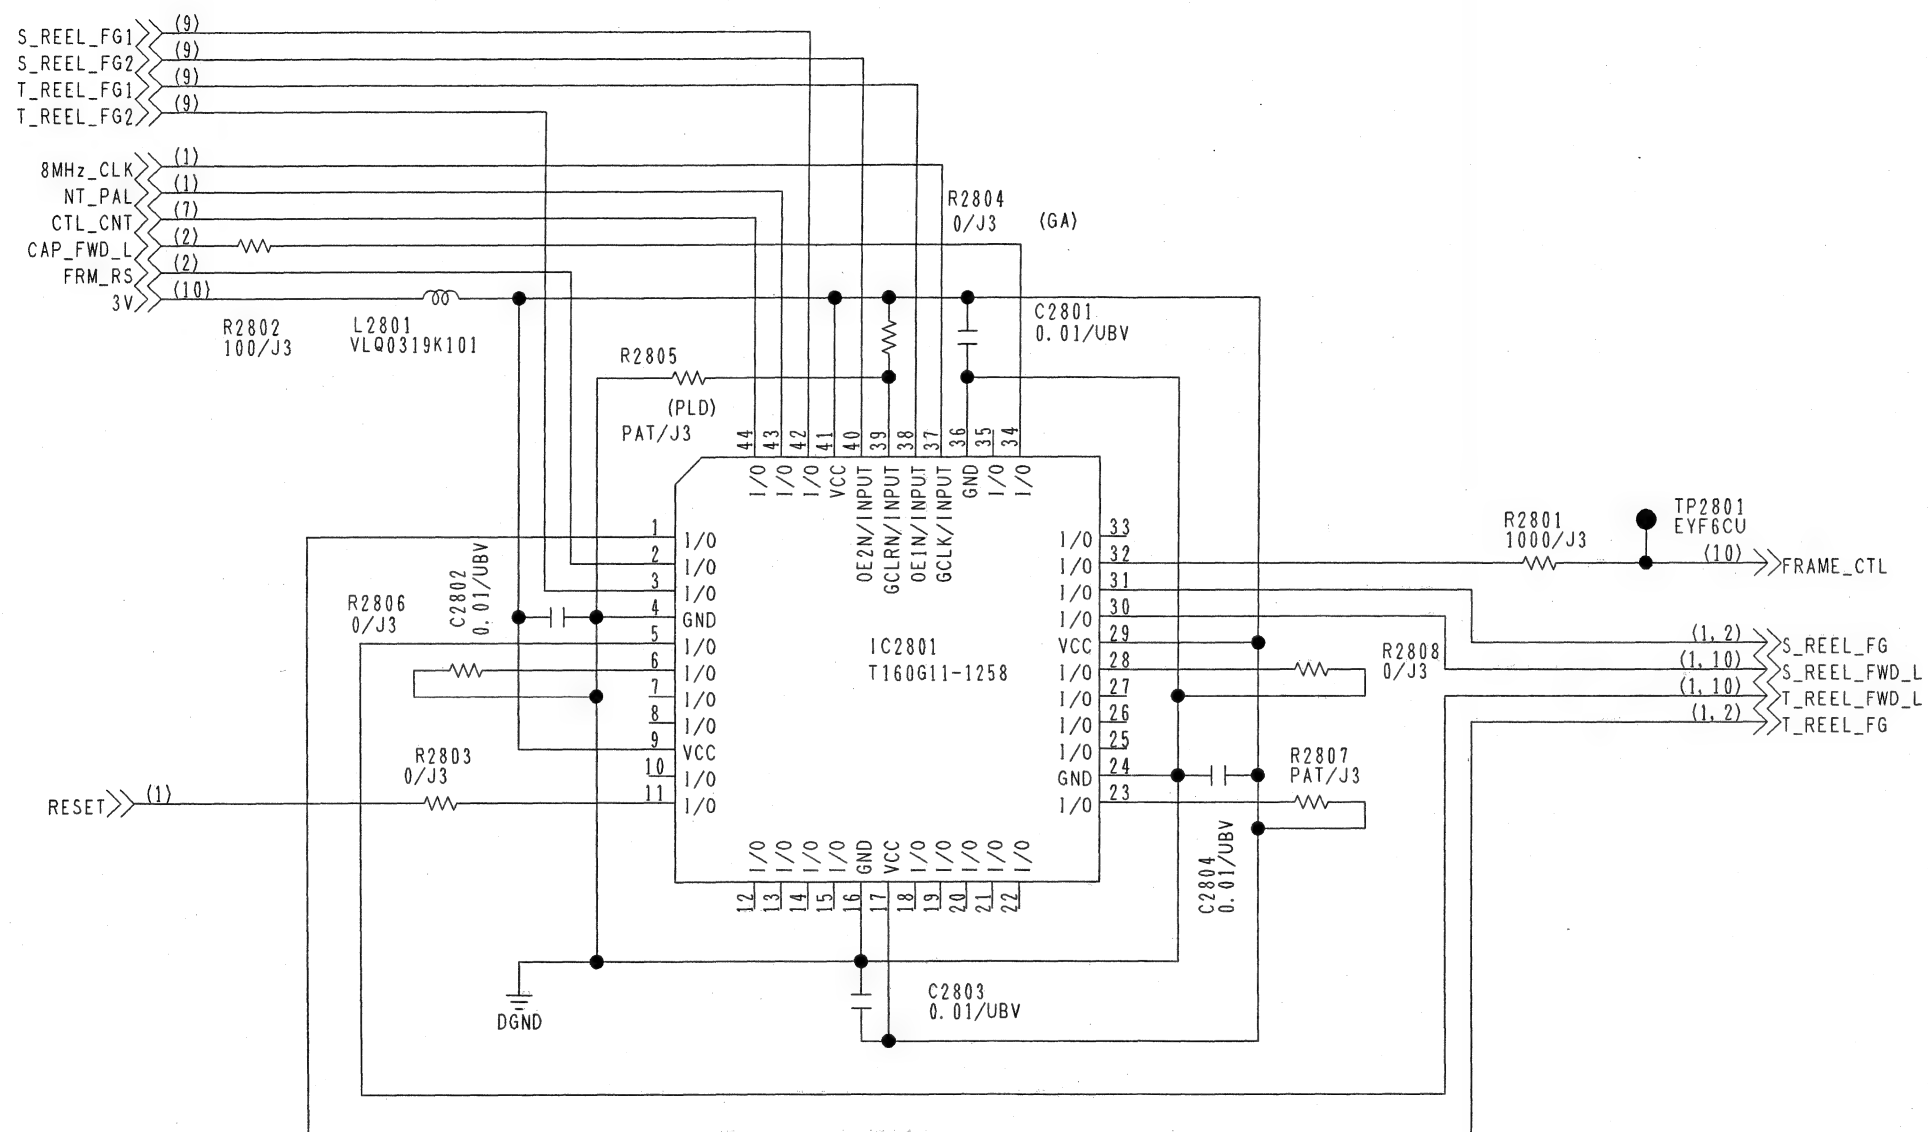 S_REEL_FG1 (9)
S_REEL_FG2 (9)
T_REEL_FG1 (9)
T_REEL_FG2 (9)
8MHz_CLK (1)
NT_PAL (1)
CTL_CNT (7)
CAP_FWD_L (2)
FRM_RS (2)
3V (10)
R2802
100/J3
L2801
VLQ0319K101
R2804
0/J3 (GA)
C2801
0.01/UBV
R2805
(PLD)
PAT/J3
44 43 42 41 40 39 38 37 36 35 34
I/O I/O I/O VCC OE2N/INPUT GCLRN/INPUT OE1N/INPUT GCLK/INPUT GND I/O I/O
1 I/O
2 I/O
3 I/O
4 GND
5 I/O
6 I/O
7 I/O
8 I/O
9 VCC
10 I/O
11 I/O
C2802
0.01/UBV
R2806
0/J3
R2803
0/J3
RESET (1)
IC2801
T160G11-1258
I/O 33
I/O 32
I/O 31
I/O 30
VCC 29
I/O 28
I/O 27
I/O 26
I/O 25
GND 24
I/O 23
R2801
1000/J3
TP2801
EYF6CU
(10) FRAME_CTL
(1,2) S_REEL_FG
(1,10) S_REEL_FWD_L
(1,10) T_REEL_FWD_L
(1,2) T_REEL_FG
R2808
0/J3
R2807
PAT/J3
C2804
0.01/UBV
I/O I/O I/O I/O GND VCC I/O I/O I/O I/O I/O
12 13 14 15 16 17 18 19 20 21 22
C2803
0.01/UBV
DGND